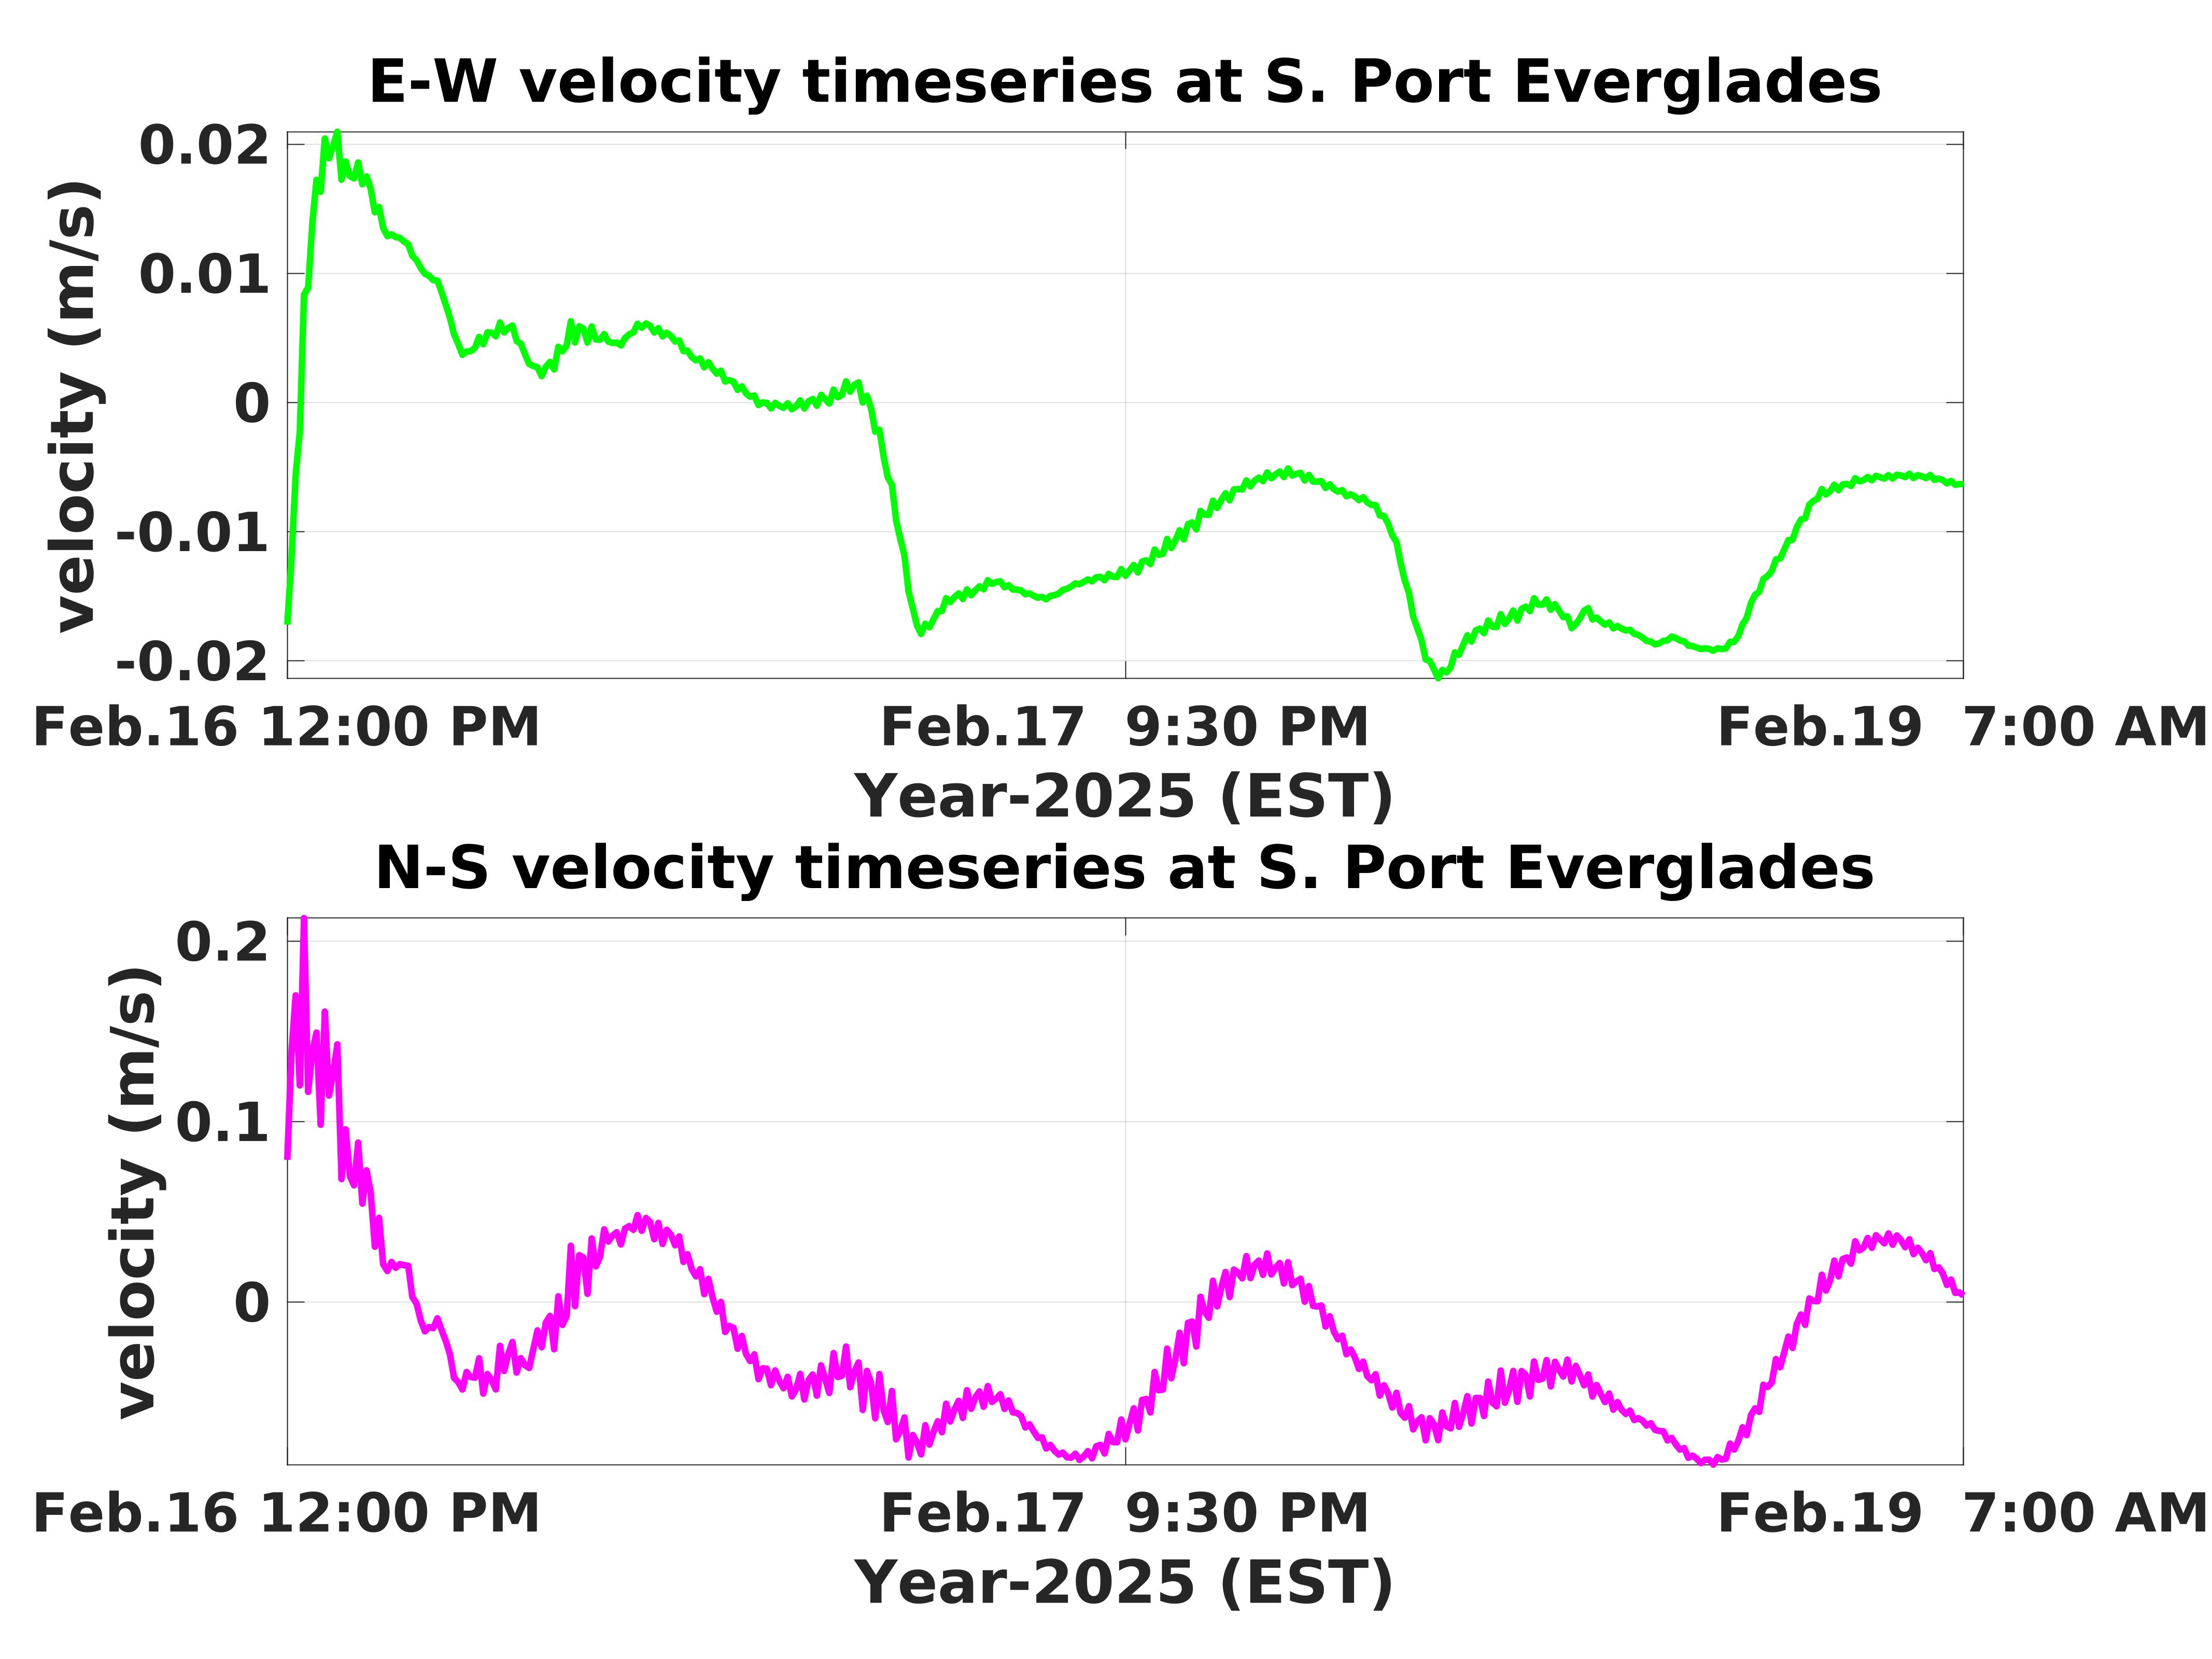 E-W velocity timeseries at S. Port Everglades
velocity (m/s)
0.02
0.01
0
-0.01
-0.02
Feb.16 12:00 PM Feb.17  9:30 PM Feb.19  7:00 AM
Year-2025 (EST)
N-S velocity timeseries at S. Port Everglades
velocity (m/s)
0.2
0.1
0
Feb.16 12:00 PM Feb.17  9:30 PM Feb.19  7:00 AM
Year-2025 (EST)